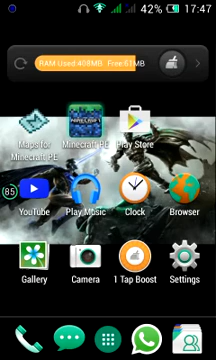 42% 17:47
RAM Used:408MB Free:61MB
Maps for Minecraft PE
Minecraft PE
Play Store
85
YouTube
Play Music
Clock
Browser
Gallery
Camera
1 Tap Boost
Settings